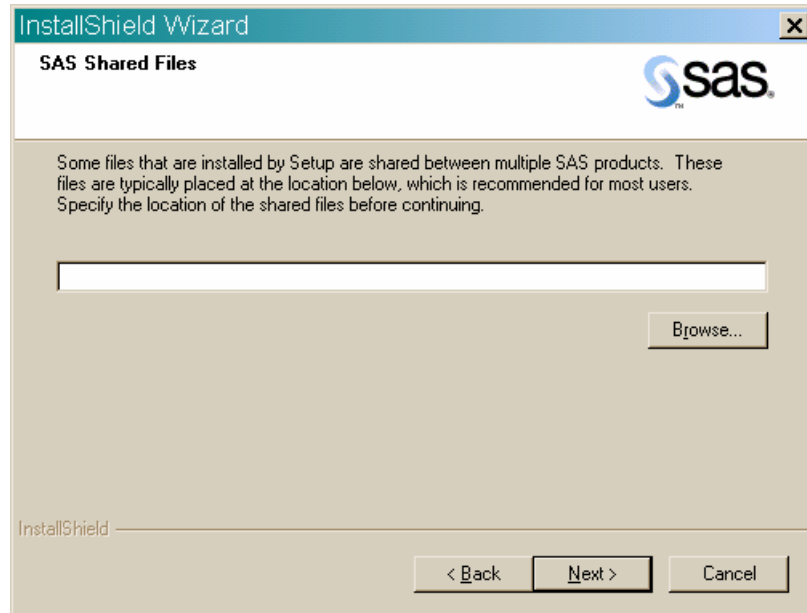 InstallShield Wizard
SAS Shared Files
sas.
TM
Some files that are installed by Setup are shared between multiple SAS products. These
files are typically placed at the location below, which is recommended for most users.
Specify the location of the shared files before continuing.
Browse...
InstallShield
< Back Next > Cancel